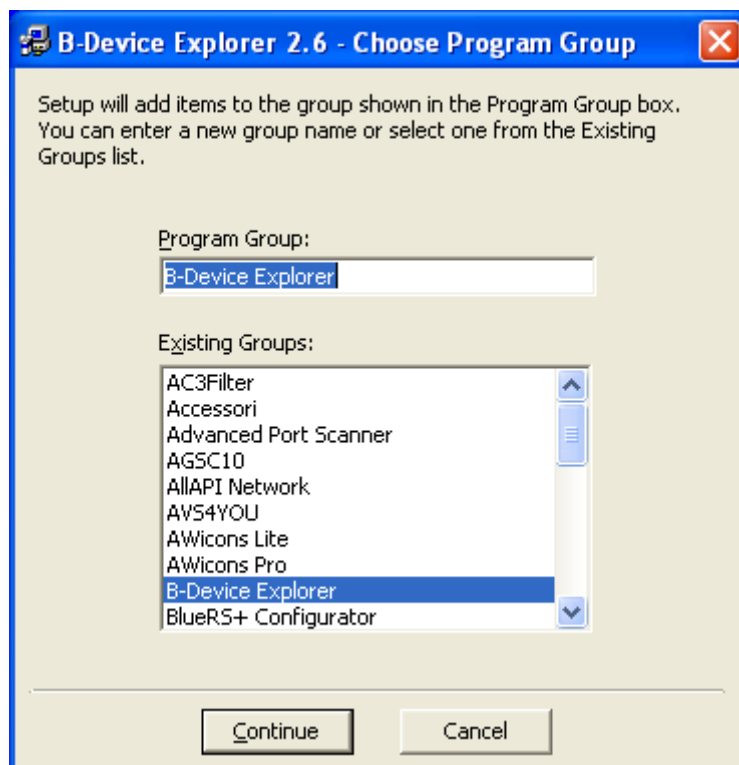 B-Device Explorer 2.6 - Choose Program Group
Setup will add items to the group shown in the Program Group box.
You can enter a new group name or select one from the Existing
Groups list.
Program Group:
B-Device Explorer
Existing Groups:
AC3Filter
Accessori
Advanced Port Scanner
AGSC10
AllAPI Network
AVS4YOU
AWicons Lite
AWicons Pro
B-Device Explorer
BlueRS+ Configurator
Continue
Cancel